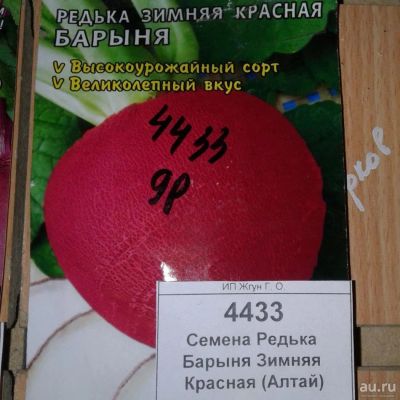 РЕДЬКА ЗИМНЯЯ КРАСНАЯ
БАРЫНЯ
V Высокоурожайный сорт
V Великолепный вкус
4433
9р
рков
ИП Жгун Г. О.
4433
Семена Редька
Барыня Зимняя
Красная (Алтай)
au.ru